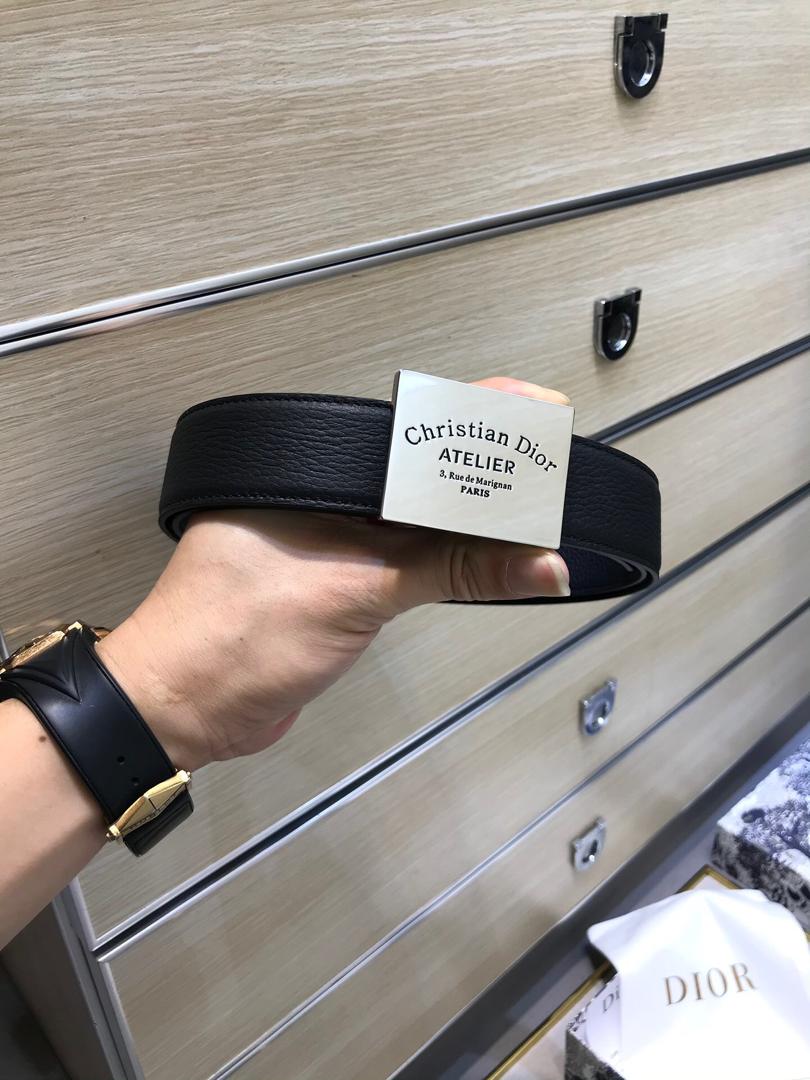 Christian Dior
ATELIER
3, Rue de Marignan
PARIS
DIOR